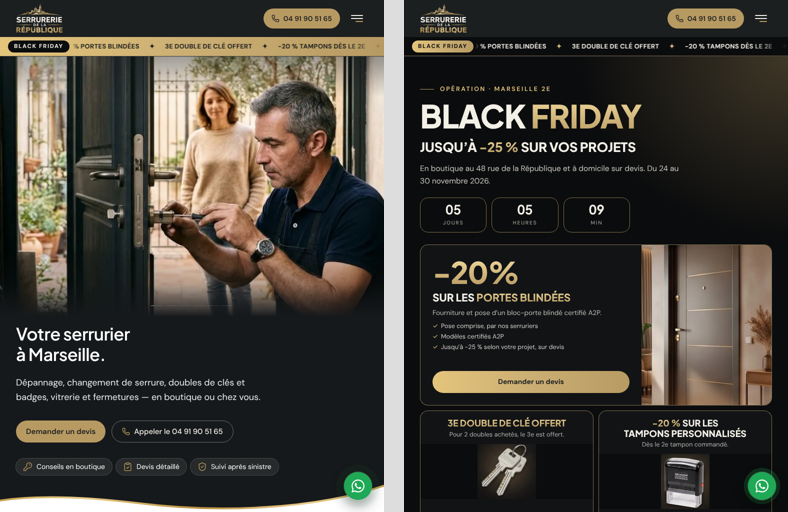 SERRURERIE
DE LA
RÉPUBLIQUE
04 91 90 51 65
BLACK FRIDAY
% PORTES BLINDÉES ✦ 3E DOUBLE DE CLÉ OFFERT ✦ -20 % TAMPONS DÈS LE 2E
Votre serrurier
à Marseille.
Dépannage, changement de serrure, doubles de clés et
badges, vitrerie et fermetures — en boutique ou chez vous.
Demander un devis
Appeler le 04 91 90 51 65
Conseils en boutique
Devis détaillé
Suivi après sinistre
SERRURERIE
DE LA
RÉPUBLIQUE
04 91 90 51 65
BLACK FRIDAY
% PORTES BLINDÉES ✦ 3E DOUBLE DE CLÉ OFFERT ✦ -20 % TAMPONS DÈS LE 2E
OPÉRATION · MARSEILLE 2E
BLACK FRIDAY
JUSQU'À -25 % SUR VOS PROJETS
En boutique au 48 rue de la République et à domicile sur devis. Du 24 au
30 novembre 2026.
05
JOURS
05
HEURES
09
MIN
-20%
SUR LES PORTES BLINDÉES
Fourniture et pose d'un bloc-porte blindé certifié A2P.
✓ Pose comprise, par nos serruriers
✓ Modèles certifiés A2P
✓ Jusqu'à -25 % selon votre projet, sur devis
Demander un devis
3E DOUBLE DE CLÉ OFFERT
Pour 2 doubles achetés, le 3e est offert.
-20 % SUR LES
TAMPONS PERSONNALISÉS
Dès le 2e tampon commandé.